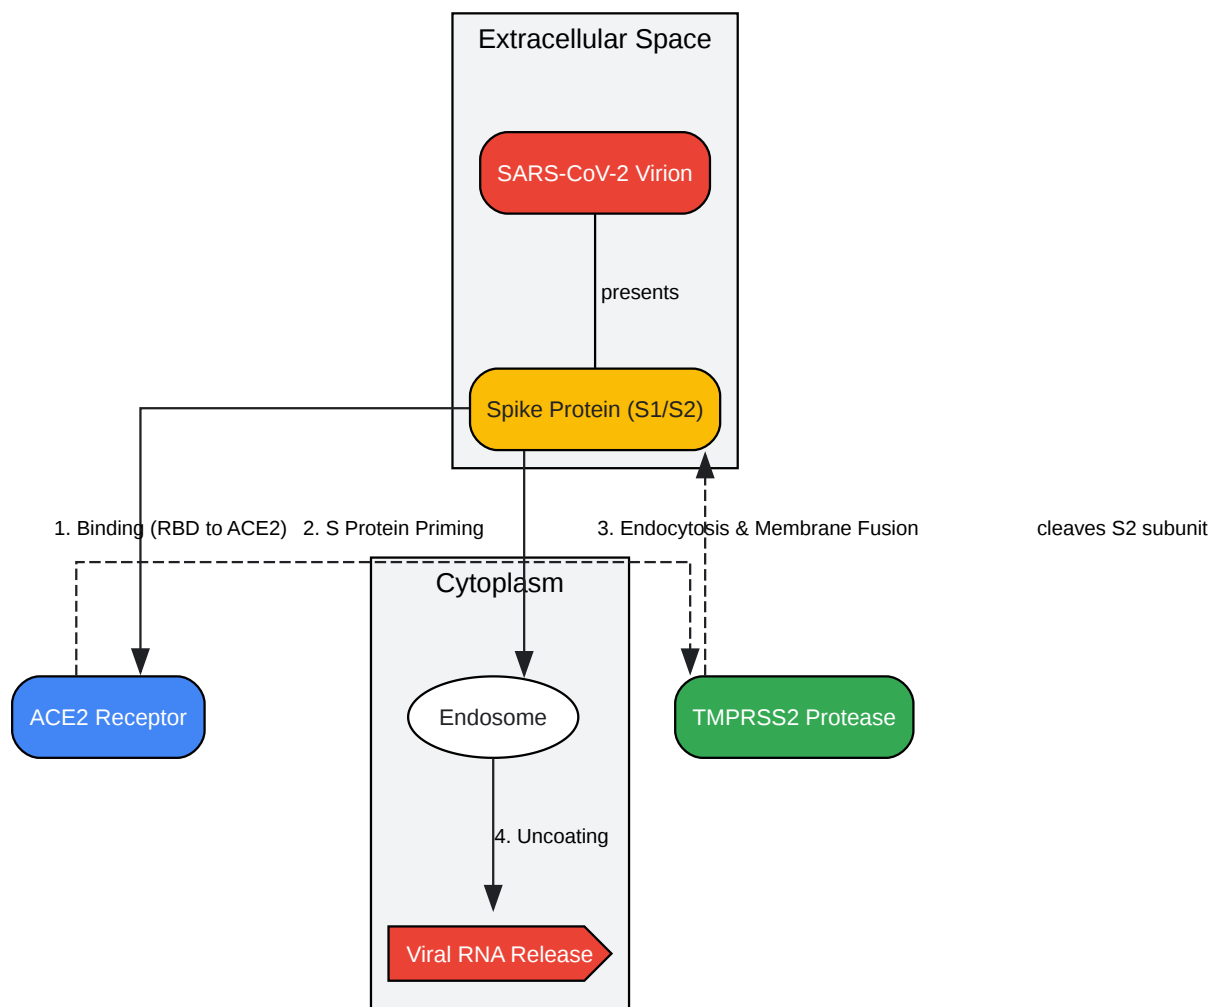 Extracellular Space
SARS-CoV-2 Virion
presents
Spike Protein (S1/S2)
1. Binding (RBD to ACE2)
2. S Protein Priming
3. Endocytosis & Membrane Fusion
cleaves S2 subunit
Cytoplasm
ACE2 Receptor
Endosome
TMPRSS2 Protease
4. Uncoating
Viral RNA Release